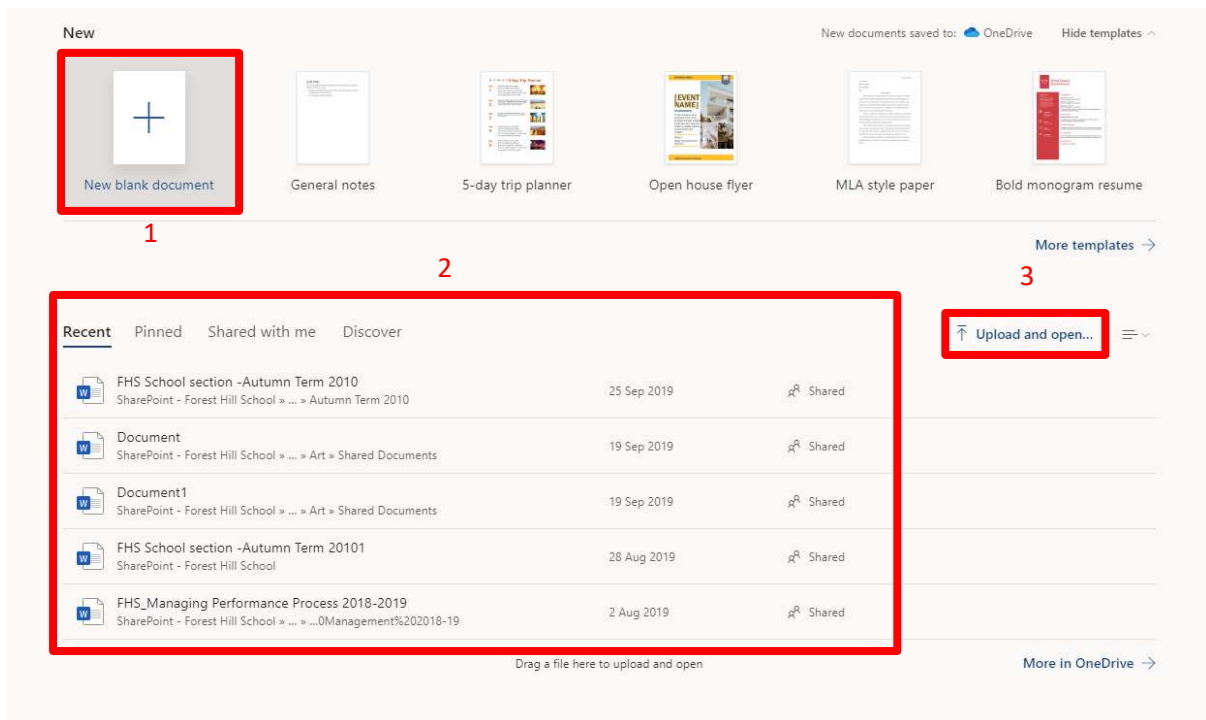 New
New documents saved to: OneDrive Hide templates
[EVENT
NAME]
New blank document General notes 5-day trip planner Open house flyer MLA style paper Bold monogram resume
1
More templates →
2
3
Recent Pinned Shared with me Discover
Upload and open...
FHS School section -Autumn Term 2010
SharePoint - Forest Hill School » ... » Autumn Term 2010
25 Sep 2019 Shared
Document
SharePoint - Forest Hill School » ... » Art » Shared Documents
19 Sep 2019 Shared
Document1
SharePoint - Forest Hill School » ... » Art » Shared Documents
19 Sep 2019 Shared
FHS School section -Autumn Term 20101
SharePoint - Forest Hill School
28 Aug 2019 Shared
FHS_Managing Performance Process 2018-2019
SharePoint - Forest Hill School » ... » ...0Management%202018-19
2 Aug 2019 Shared
Drag a file here to upload and open
More in OneDrive →